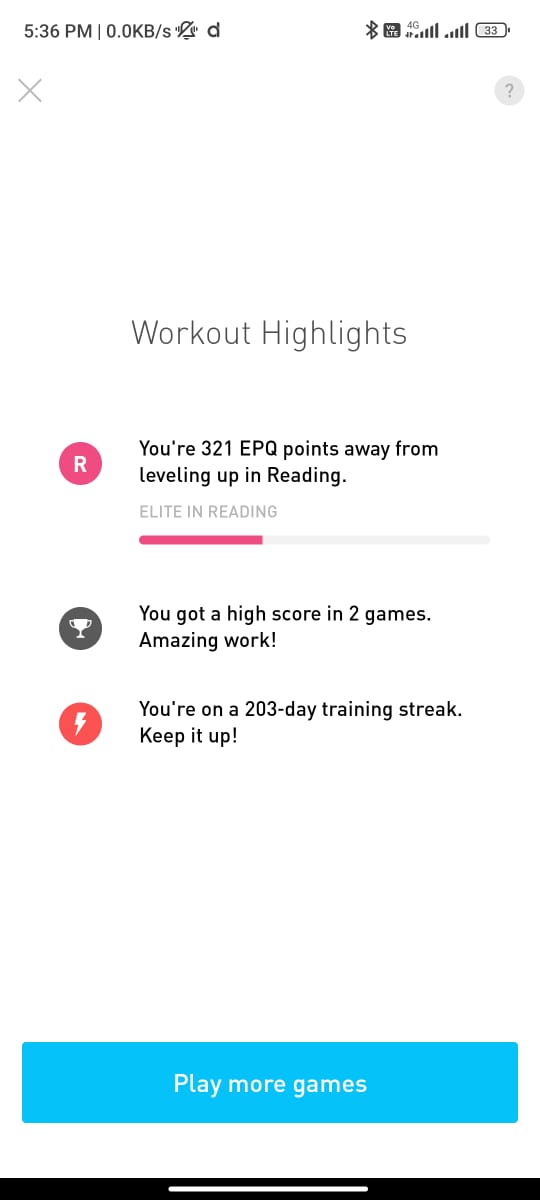 5:36 PM | 0.0KB/s d Vo LTE 4G 33
?
Workout Highlights
R
You're 321 EPQ points away from
leveling up in Reading.
ELITE IN READING
You got a high score in 2 games.
Amazing work!
You're on a 203-day training streak.
Keep it up!
Play more games